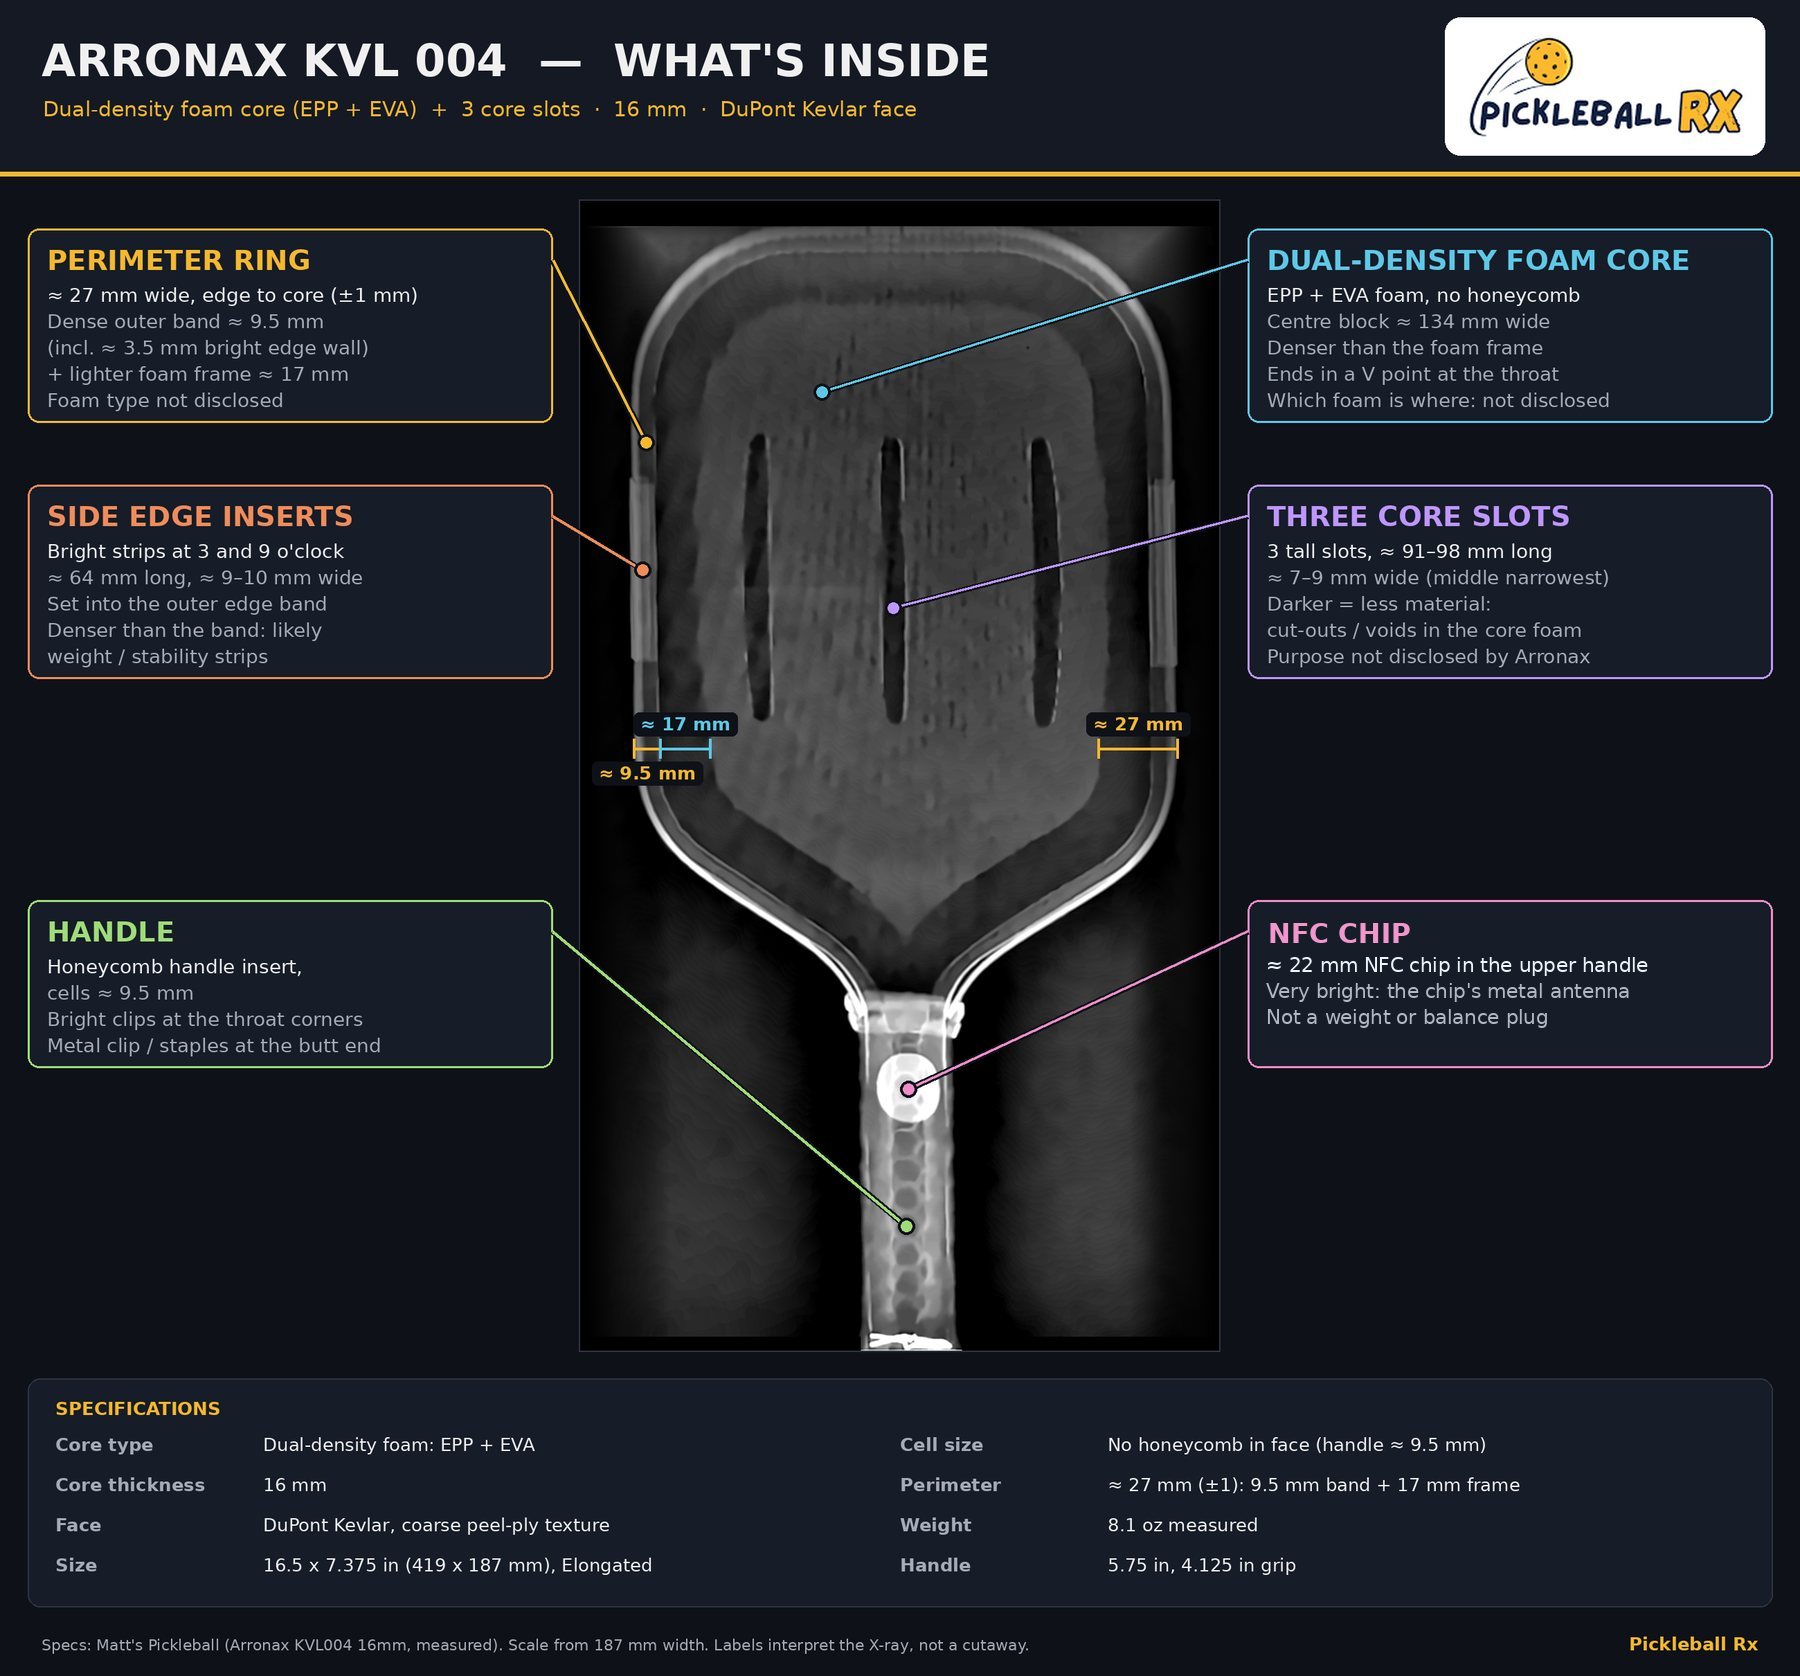 ARRONAX KVL 004 — WHAT'S INSIDE
Dual-density foam core (EPP + EVA) + 3 core slots · 16 mm · DuPont Kevlar face
PICKLEBALL RX
PERIMETER RING
≈ 27 mm wide, edge to core (±1 mm)
Dense outer band ≈ 9.5 mm
(incl. ≈ 3.5 mm bright edge wall)
+ lighter foam frame ≈ 17 mm
Foam type not disclosed
DUAL-DENSITY FOAM CORE
EPP + EVA foam, no honeycomb
Centre block ≈ 134 mm wide
Denser than the foam frame
Ends in a V point at the throat
Which foam is where: not disclosed
SIDE EDGE INSERTS
Bright strips at 3 and 9 o'clock
≈ 64 mm long, ≈ 9–10 mm wide
Set into the outer edge band
Denser than the band: likely
weight / stability strips
THREE CORE SLOTS
3 tall slots, ≈ 91–98 mm long
≈ 7–9 mm wide (middle narrowest)
Darker = less material:
cut-outs / voids in the core foam
Purpose not disclosed by Arronax
≈ 17 mm
≈ 27 mm
≈ 9.5 mm
HANDLE
Honeycomb handle insert,
cells ≈ 9.5 mm
Bright clips at the throat corners
Metal clip / staples at the butt end
NFC CHIP
≈ 22 mm NFC chip in the upper handle
Very bright: the chip's metal antenna
Not a weight or balance plug
SPECIFICATIONS
Core type Dual-density foam: EPP + EVA
Cell size No honeycomb in face (handle ≈ 9.5 mm)
Core thickness 16 mm
Perimeter ≈ 27 mm (±1): 9.5 mm band + 17 mm frame
Face DuPont Kevlar, coarse peel-ply texture
Weight 8.1 oz measured
Size 16.5 x 7.375 in (419 x 187 mm), Elongated
Handle 5.75 in, 4.125 in grip
Specs: Matt's Pickleball (Arronax KVL004 16mm, measured). Scale from 187 mm width. Labels interpret the X-ray, not a cutaway.
Pickleball Rx